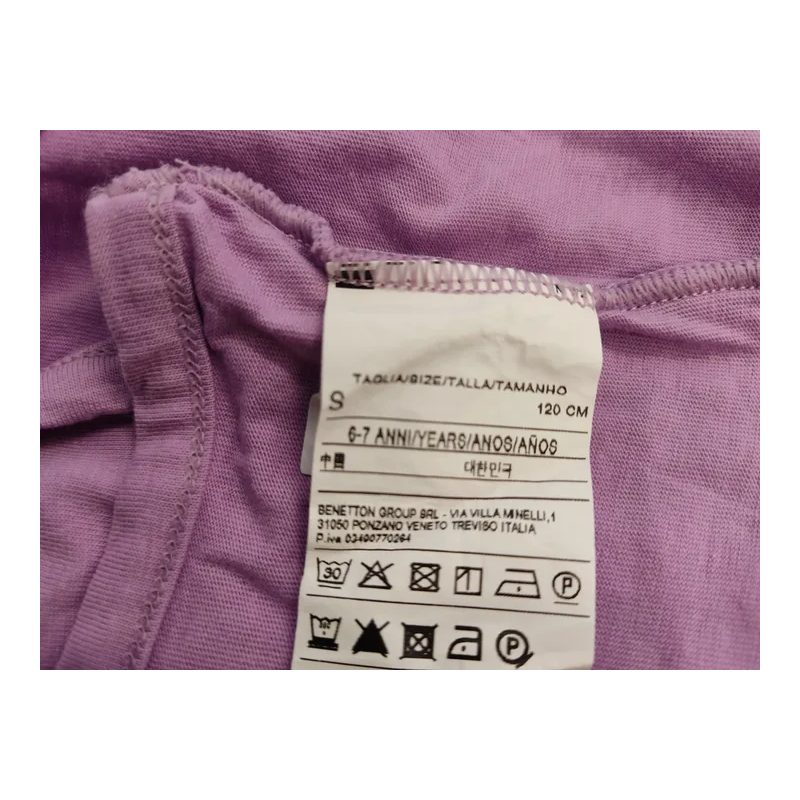 TAGLIA/SIZE/TALLA/TAMANHO
S 120 CM
6-7 ANNI/YEARS/ANOS/AÑOS
中国 대한민국
BENETTON GROUP SRL - VIA VILLA MINELLI,1
31050 PONZANO VENETO TREVISO ITALIA
P.iva 03490770264
30
P
P